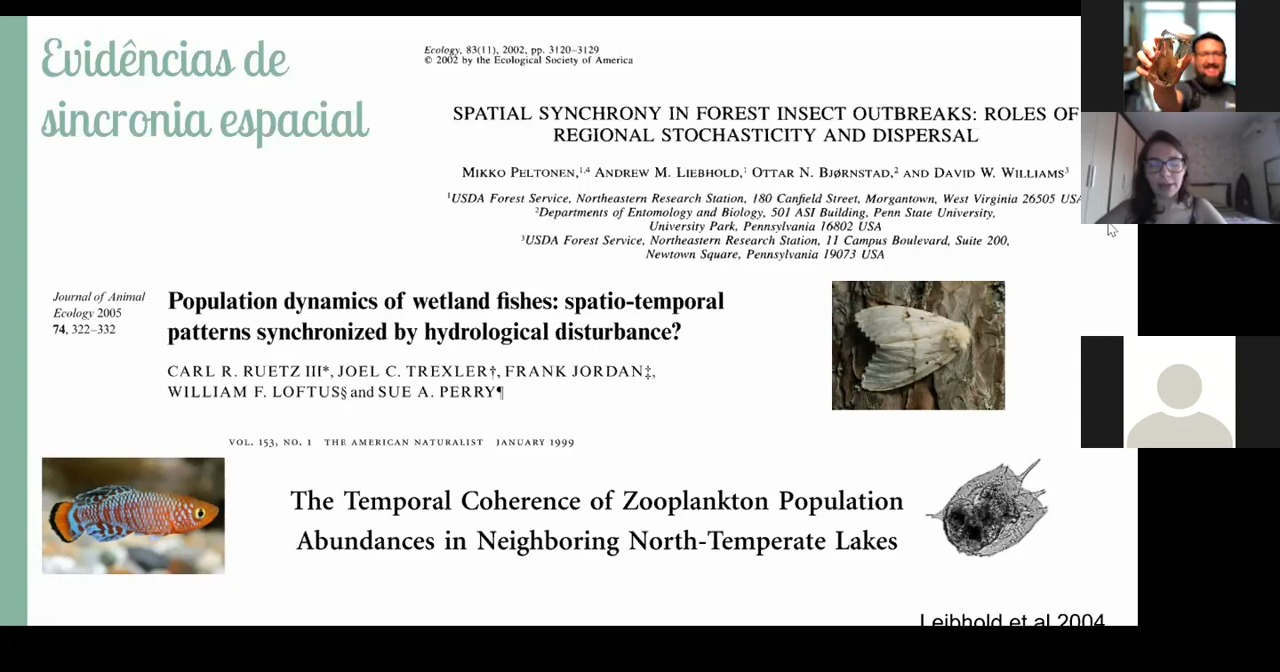 Evidências de
sincronia espacial
Ecology, 83(11), 2002, pp. 3120–3129
© 2002 by the Ecological Society of America
SPATIAL SYNCHRONY IN FOREST INSECT OUTBREAKS: ROLES OF
REGIONAL STOCHASTICITY AND DISPERSAL
MIKKO PELTONEN,1,4 ANDREW M. LIEBHOLD,1 OTTAR N. BJØRNSTAD,2 AND DAVID W. WILLIAMS3
1USDA Forest Service, Northeastern Research Station, 180 Canfield Street, Morgantown, West Virginia 26505 USA
2Departments of Entomology and Biology, 501 ASI Building, Penn State University,
University Park, Pennsylvania 16802 USA
3USDA Forest Service, Northeastern Research Station, 11 Campus Boulevard, Suite 200,
Newtown Square, Pennsylvania 19073 USA
Journal of Animal
Ecology 2005
74, 322–332
Population dynamics of wetland fishes: spatio-temporal
patterns synchronized by hydrological disturbance?
CARL R. RUETZ III*, JOEL C. TREXLER†, FRANK JORDAN‡,
WILLIAM F. LOFTUS§ and SUE A. PERRY¶
VOL. 153, NO. 1 THE AMERICAN NATURALIST JANUARY 1999
The Temporal Coherence of Zooplankton Population
Abundances in Neighboring North-Temperate Lakes
Leibhold et al 2004